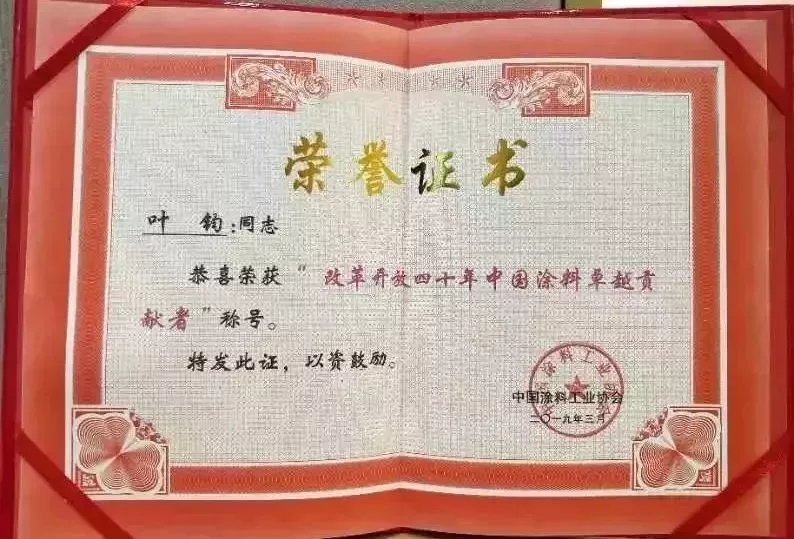 荣誉证书
叶 钧:同志
恭喜荣获“改革开放四十年中国涂料卓越贡
献者”称号。
特发此证，以资鼓励。
中国涂料工业协会
二〇一九年三月